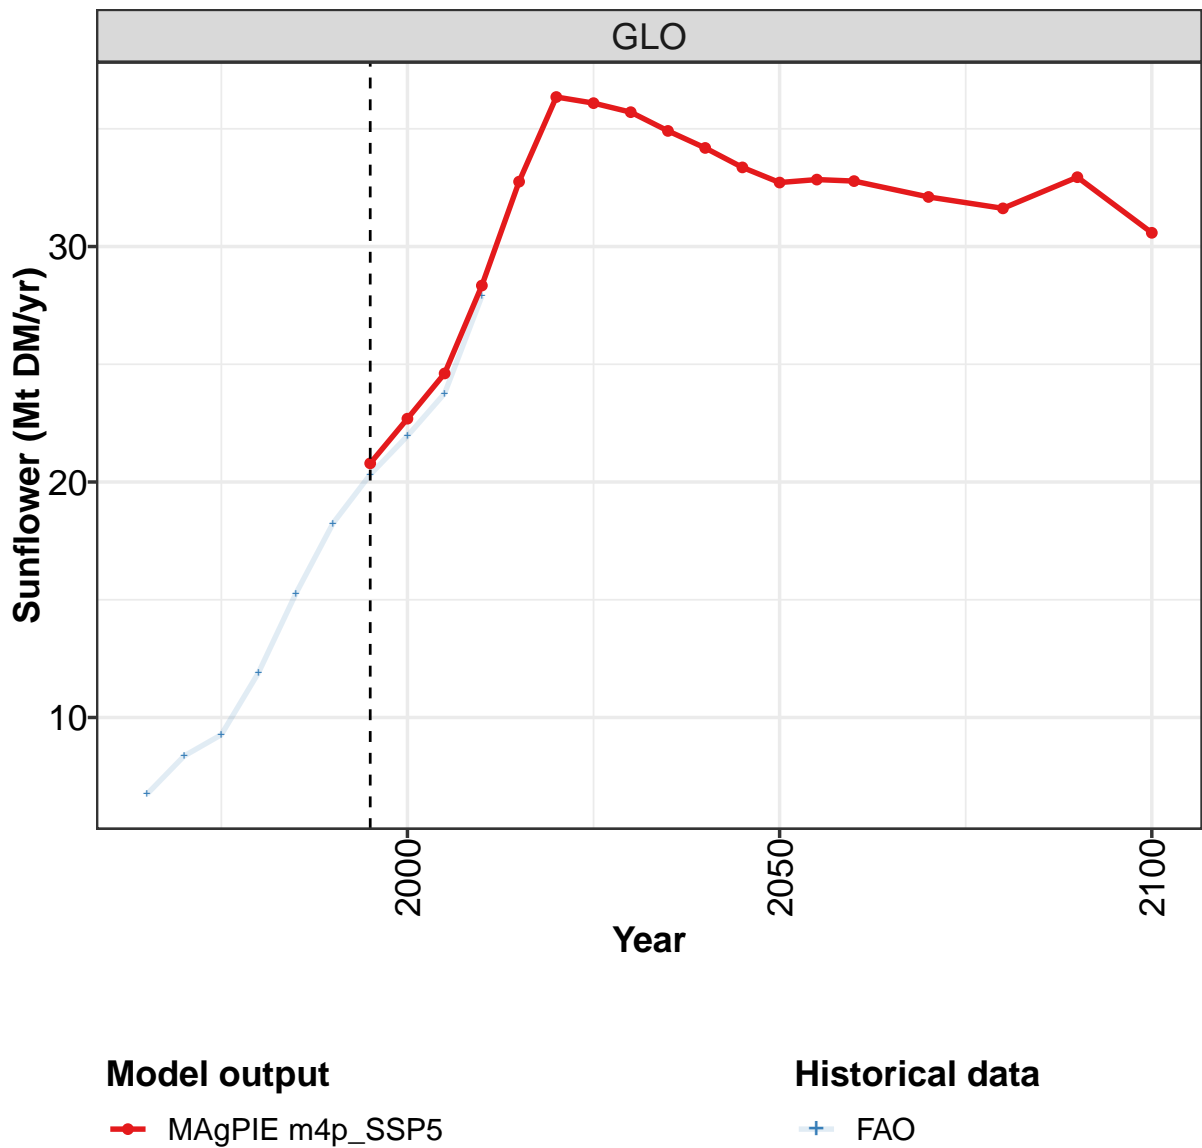 GLO
Sunflower (Mt DM/yr)
30
20
10
2000
2050
2100
Year
Model output
MAgPIE m4p_SSP5
Historical data
FAO